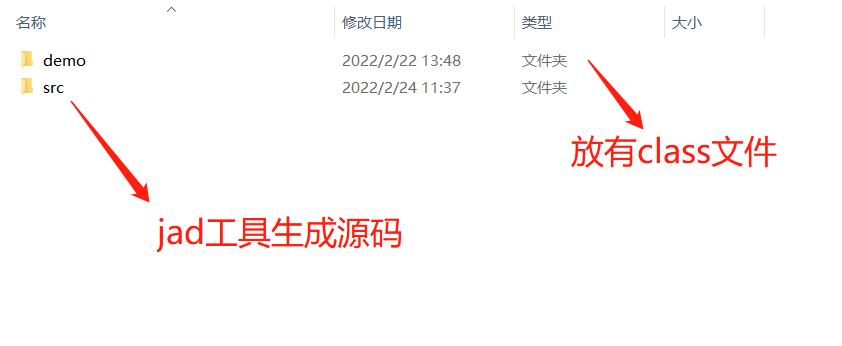 名称 修改日期 类型 大小
demo 2022/2/22 13:48 文件夹
src 2022/2/24 11:37 文件夹
放有class文件
jad工具生成源码